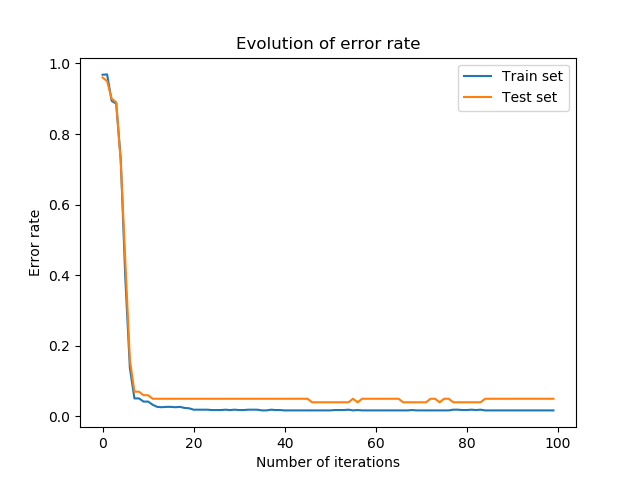 Evolution of error rate
Train set
Test set
1.0
0.8
0.6
0.4
0.2
0.0
Error rate
0 20 40 60 80 100
Number of iterations